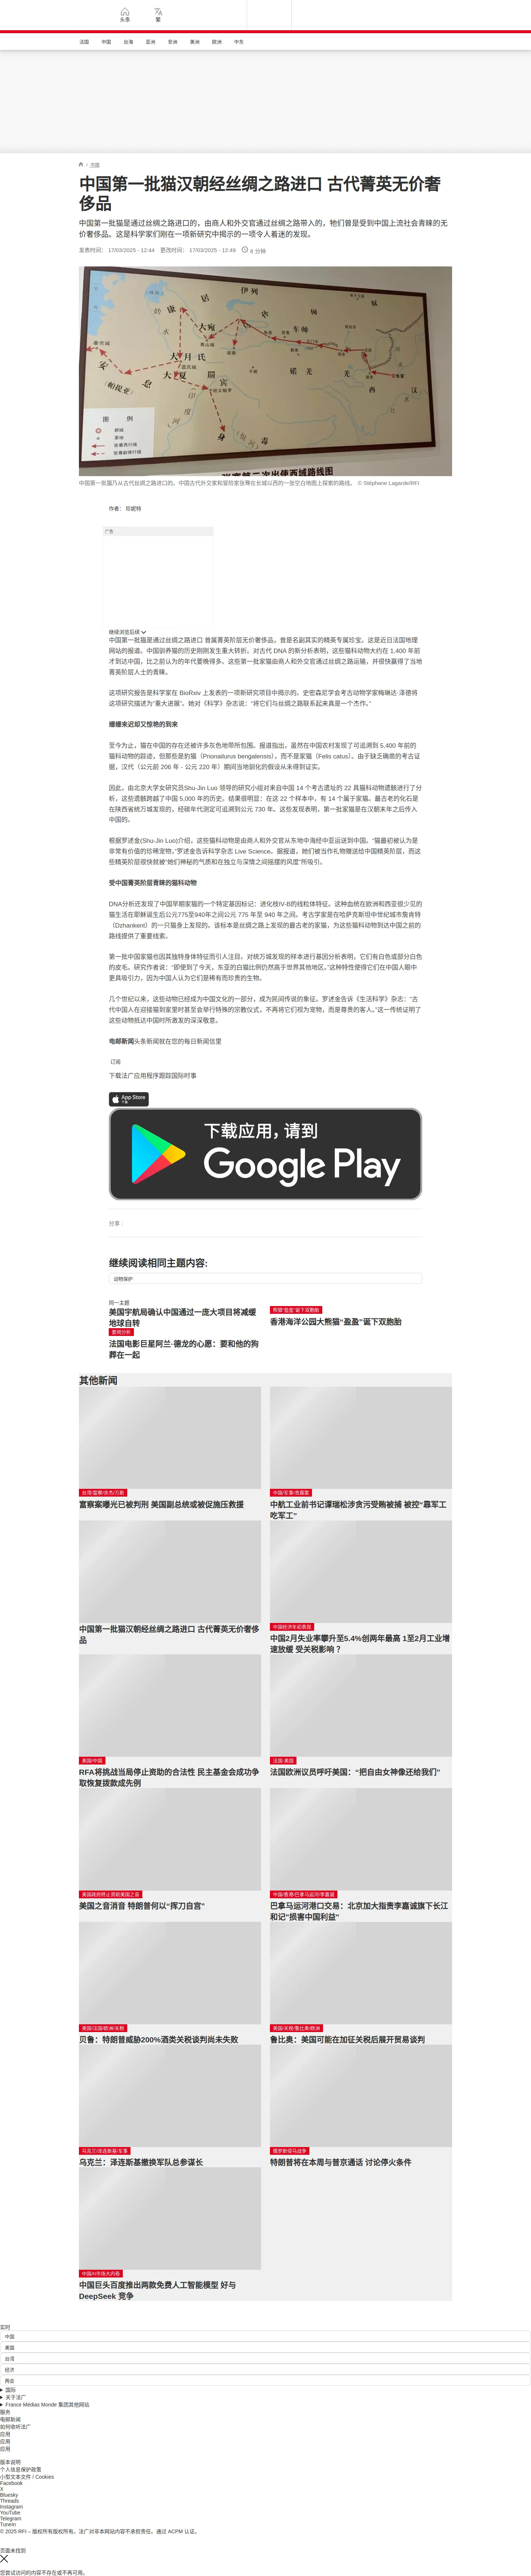 头条
繁
法国
中国
台海
亚洲
非洲
美洲
欧洲
中东
/ 中国
中国第一批猫汉朝经丝绸之路进口 古代菁英无价奢
侈品
中国第一批猫是通过丝绸之路进口的，由商人和外交官通过丝绸之路带入的，牠们曾是受到中国上流社会青睐的无
价奢侈品。这是科学家们刚在一项新研究中揭示的一项令人着迷的发现。
发表时间： 17/03/2025 - 12:44 更改时间： 17/03/2025 - 12:49 4 分钟
中国第一批猫乃从古代丝绸之路进口的。中国古代外交家和冒险家张骞在长城以西的一张空白地图上探索的路线。 © Stéphane Lagarde/RFI
作者： 珍妮特
广告
继续浏览后续
中国第一批猫是通过丝绸之路进口 曾属菁英阶层无价奢侈品，曾是名副其实的精英专属珍宝。这是近日法国地理
网站的报道。中国驯养猫的历史刚刚发生重大转折。对古代 DNA 的新分析表明，这些猫科动物大约在 1,400 年前
才到达中国，比之前认为的年代要晚得多。这些第一批家猫由商人和外交官通过丝绸之路运输，并很快赢得了当地
菁英阶层人士的青睐。
这项研究报告是科学家在 BioRxiv 上发表的一项新研究项目中揭示的。史密森尼学会考古动物学家梅琳达·泽德将
这项研究描述为“重大进展”。她对《科学》杂志说：“将它们与丝绸之路联系起来真是一个杰作。”
姗姗来迟却又惊艳的到来
至今为止，猫在中国的存在还被许多灰色地带所包围。报道指出，虽然在中国农村发现了可追溯到 5,400 年前的
猫科动物的踪迹，但那些是豹猫（Prionailurus bengalensis），而不是家猫（Felis catus）。由于缺乏确凿的考古证
据，汉代（公元前 206 年 - 公元 220 年）期间当地驯化的假设从未得到证实。
因此，由北京大学女研究员Shu-Jin Luo 领导的研究小组对来自中国 14 个考古遗址的 22 具猫科动物遗骸进行了分
析，这些遗骸跨越了中国 5,000 年的历史。结果很明显：在这 22 个样本中，有 14 个属于家猫。最古老的化石是
在陕西省统万城发现的，经碳年代测定可追溯到公元 730 年。这些发现表明，第一批家猫是在汉朝末年之后传入
中国的。
根据罗述金(Shu-Jin Luo)介绍，这些猫科动物是由商人和外交官从东地中海经中亚运送到中国。“猫最初被认为是
非常有价值的珍稀宠物，”罗述金告诉科学杂志 Live Science。据报道，她们被当作礼物赠送给中国精英阶层，而这
些精英阶层很快就被“她们神秘的气质和在独立与深情之间摇摆的风度”所吸引。
受中国菁英阶层青睐的猫科动物
DNA分析还发现了中国早期家猫的一个特定基因标记：进化枝IV-B的线粒体特征。这种血统在欧洲和西亚很少见的
猫生活在耶稣诞生后公元775至940年之间公元 775 年至 940 年之间。考古学家是在哈萨克斯坦中世纪城市詹肯特
（Dzhankent）的一只猫身上发现的。该标本是丝绸之路上发现的最古老的家猫，为这些猫科动物到达中国之前的
路线提供了重要线索。
第一批中国家猫也因其独特身体特征而引人注目。对统万城发现的样本进行基因分析表明，它们有白色或部分白色
的皮毛。研究作者说：“即使到了今天，东亚的白猫比例仍然高于世界其他地区。”这种特性使得它们在中国人眼中
更具吸引力，因为中国人认为它们是稀有而珍贵的生物。
几个世纪以来，这些动物已经成为中国文化的一部分，成为民间传说的象征。罗述金告诉《生活科学》杂志：“古
代中国人在迎接猫到家里时甚至会举行特殊的宗教仪式，不再将它们视为宠物，而是尊贵的客人。”这一传统证明了
这些动物抵达中国时所激发的深深敬意。
电邮新闻头条新闻就在您的每日新闻信里
订阅
下载法广应用程序跟踪国际时事
App Store
下载
下载应用，请到
Google Play
分享 :
继续阅读相同主题内容:
动物保护
同一主题
美国宇航局确认中国通过一庞大项目将减缓
地球自转
熊猫“盈盈”诞下双胞胎
香港海洋公园大熊猫“盈盈”诞下双胞胎
要闻分析
法国电影巨星阿兰·德龙的心愿：要和他的狗
葬在一起
其他新闻
台湾/富察/余杰/万斯
富察案曝光已被判刑 美国副总统或被促施压救援
中国/军事/贪腐案
中航工业前书记谭瑞松涉贪污受贿被捕 被控“靠军工
吃军工”
中国第一批猫汉朝经丝绸之路进口 古代菁英无价奢侈
品
中国经济年初表现
中国2月失业率攀升至5.4%创两年最高 1至2月工业增
速放缓 受关税影响 ？
美国/中国
RFA将挑战当局停止资助的合法性 民主基金会成功争
取恢复拨款成先例
法国-美国
法国欧洲议员呼吁美国：“把自由女神像还给我们”
美国政府终止资助美国之音
美国之音消音 特朗普何以“挥刀自宫”
中国/香港/巴拿马运河/李嘉诚
巴拿马运河港口交易：北京加大指责李嘉诚旗下长江
和记“损害中国利益”
美国/法国/欧洲/关税
贝鲁：特朗普威胁200%酒类关税谈判尚未失败
美国/关税/鲁比奥/欧洲
鲁比奥：美国可能在加征关税后展开贸易谈判
乌克兰/泽连斯基/军事
乌克兰：泽连斯基撤换军队总参谋长
俄罗斯侵乌战争
特朗普将在本周与普京通话 讨论停火条件
中国AI市场大内卷
中国巨头百度推出两款免费人工智能模型 好与
DeepSeek 竞争
实时
中国
美国
台湾
经济
两会
国际
关于法广
France Médias Monde 集团其他网站
服务
电邮新闻
如何收听法广
应用
应用
应用
版本说明
个人信息保护政策
小型文本文件 / Cookies
Facebook
X
Bluesky
Threads
Instagram
YouTube
Telegram
TuneIn
© 2025 RFI – 版权所有版权所有。法广对非本网站内容不承担责任。通过 ACPM 认证。
页面未找到
您尝试访问的内容不存在或不再可用。